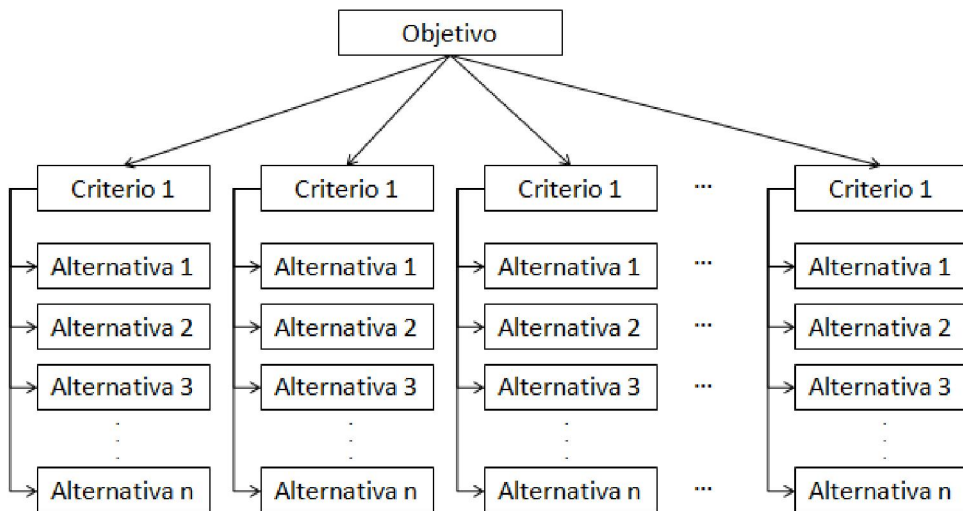 Objetivo
Criterio 1 Criterio 1 Criterio 1 ... Criterio 1
Alternativa 1 Alternativa 1 Alternativa 1 ... Alternativa 1
Alternativa 2 Alternativa 2 Alternativa 2 ... Alternativa 2
Alternativa 3 Alternativa 3 Alternativa 3 ... Alternativa 3
Alternativa n Alternativa n Alternativa n ... Alternativa n